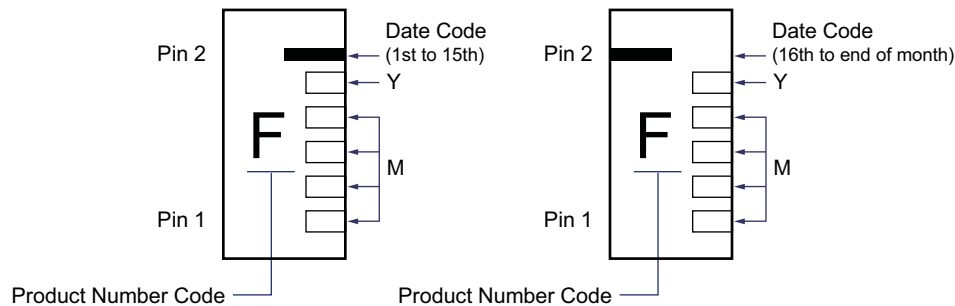 Pin 2
Date Code
(1st to 15th)
Y
F
M
Pin 1
Product Number Code
Pin 2
Date Code
(16th to end of month)
Y
F
M
Pin 1
Product Number Code